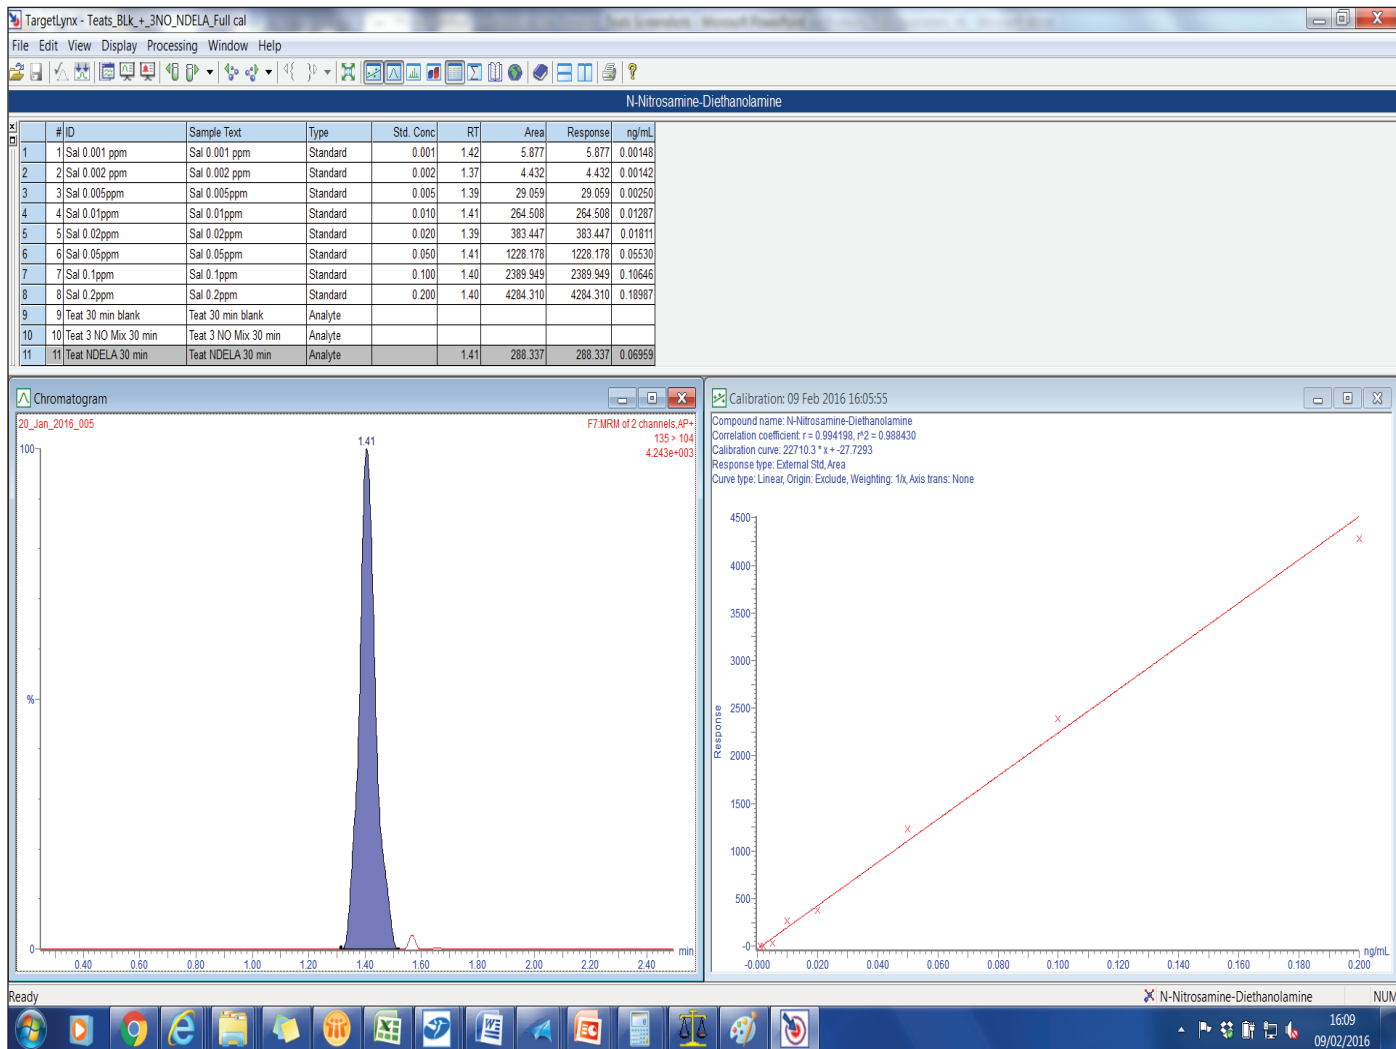 TargetLynx - Teats_BLk_+_3NO_NDELA_Full cal
File Edit View Display Processing Window Help
N-Nitrosamine-Diethanolamine
# ID Sample Text Type Std. Conc RT Area Response ng/mL
1 1 Sal 0.001 ppm Sal 0.001 ppm Standard 0.001 1.42 5.877 5.877 0.00148
2 2 Sal 0.002 ppm Sal 0.002 ppm Standard 0.002 1.37 4.432 4.432 0.00142
3 3 Sal 0.005ppm Sal 0.005ppm Standard 0.005 1.39 29.059 29.059 0.00250
4 4 Sal 0.01ppm Sal 0.01ppm Standard 0.010 1.41 264.508 264.508 0.01287
5 5 Sal 0.02ppm Sal 0.02ppm Standard 0.020 1.39 383.447 383.447 0.01811
6 6 Sal 0.05ppm Sal 0.05ppm Standard 0.050 1.41 1228.178 1228.178 0.05530
7 7 Sal 0.1ppm Sal 0.1ppm Standard 0.100 1.40 2389.949 2389.949 0.10646
8 8 Sal 0.2ppm Sal 0.2ppm Standard 0.200 1.40 4284.310 4284.310 0.18987
9 9 Teat 30 min blank Teat 30 min blank Analyte
10 10 Teat 3 NO Mix 30 min Teat 3 NO Mix 30 min Analyte
11 11 Teat NDELA 30 min Teat NDELA 30 min Analyte 1.41 288.337 288.337 0.06959
Chromatogram
20_Jan_2016_005
F7:MRM of 2 channels,AP+
135 > 104
4.243e+003
1.41
100
%
0
0.40 0.60 0.80 1.00 1.20 1.40 1.60 1.80 2.00 2.20 2.40 min
Calibration: 09 Feb 2016 16:05:55
Compound name: N-Nitrosamine-Diethanolamine
Correlation coefficient: r = 0.994198, r^2 = 0.988430
Calibration curve: 22710.3 * x + -27.7293
Response type: External Std, Area
Curve type: Linear, Origin: Exclude, Weighting: 1/x, Axis trans: None
4500
4000
3500
3000
2500
2000
1500
1000
500
-0
Response
-0.000 0.020 0.040 0.060 0.080 0.100 0.120 0.140 0.160 0.180 0.200 ng/mL
Ready
N-Nitrosamine-Diethanolamine NUM
16:09
09/02/2016